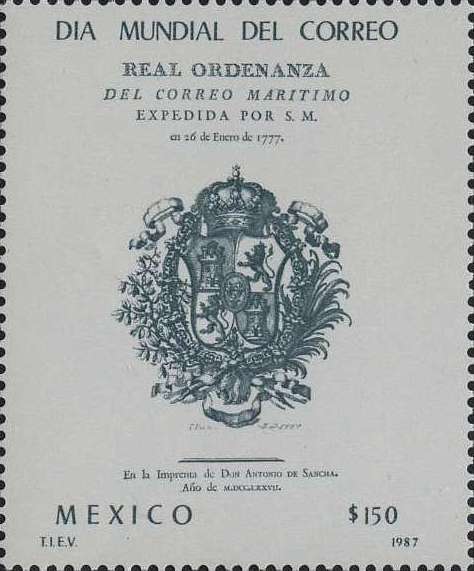 DIA MUNDIAL DEL CORREO
REAL ORDENANZA
DEL CORREO MARITIMO
EXPEDIDA POR S. M.
en 26 de Enero de 1777.
En la Imprenta de DON ANTONIO DE SANCHA.
Año de M.DCC.LXXVII.
MEXICO $150
T.I.E.V. 1987